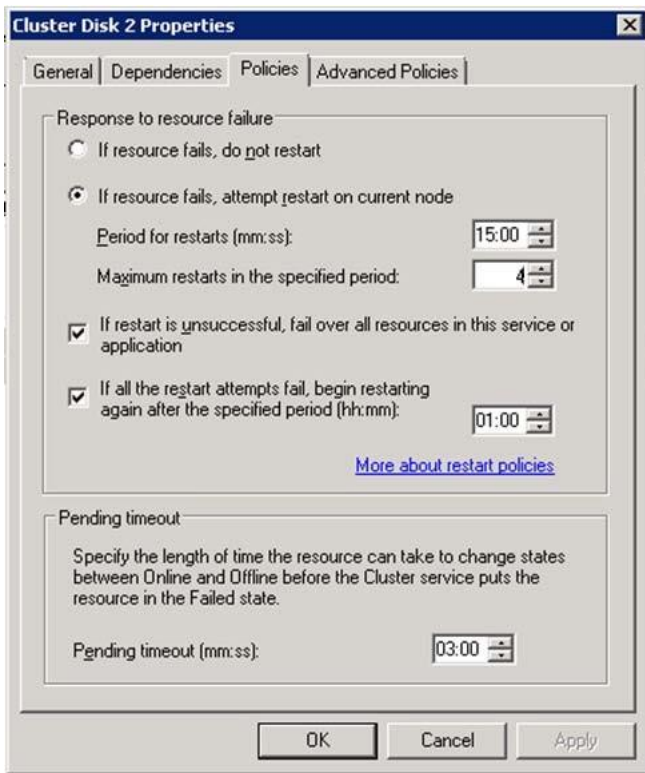 Cluster Disk 2 Properties
General Dependencies Policies Advanced Policies
Response to resource failure
If resource fails, do not restart
If resource fails, attempt restart on current node
Period for restarts (mm:ss): 15:00
Maximum restarts in the specified period: 4
If restart is unsuccessful, fail over all resources in this service or
application
If all the restart attempts fail, begin restarting
again after the specified period (hh:mm): 01:00
More about restart policies
Pending timeout
Specify the length of time the resource can take to change states
between Online and Offline before the Cluster service puts the
resource in the Failed state.
Pending timeout (mm:ss): 03:00
OK Cancel Apply